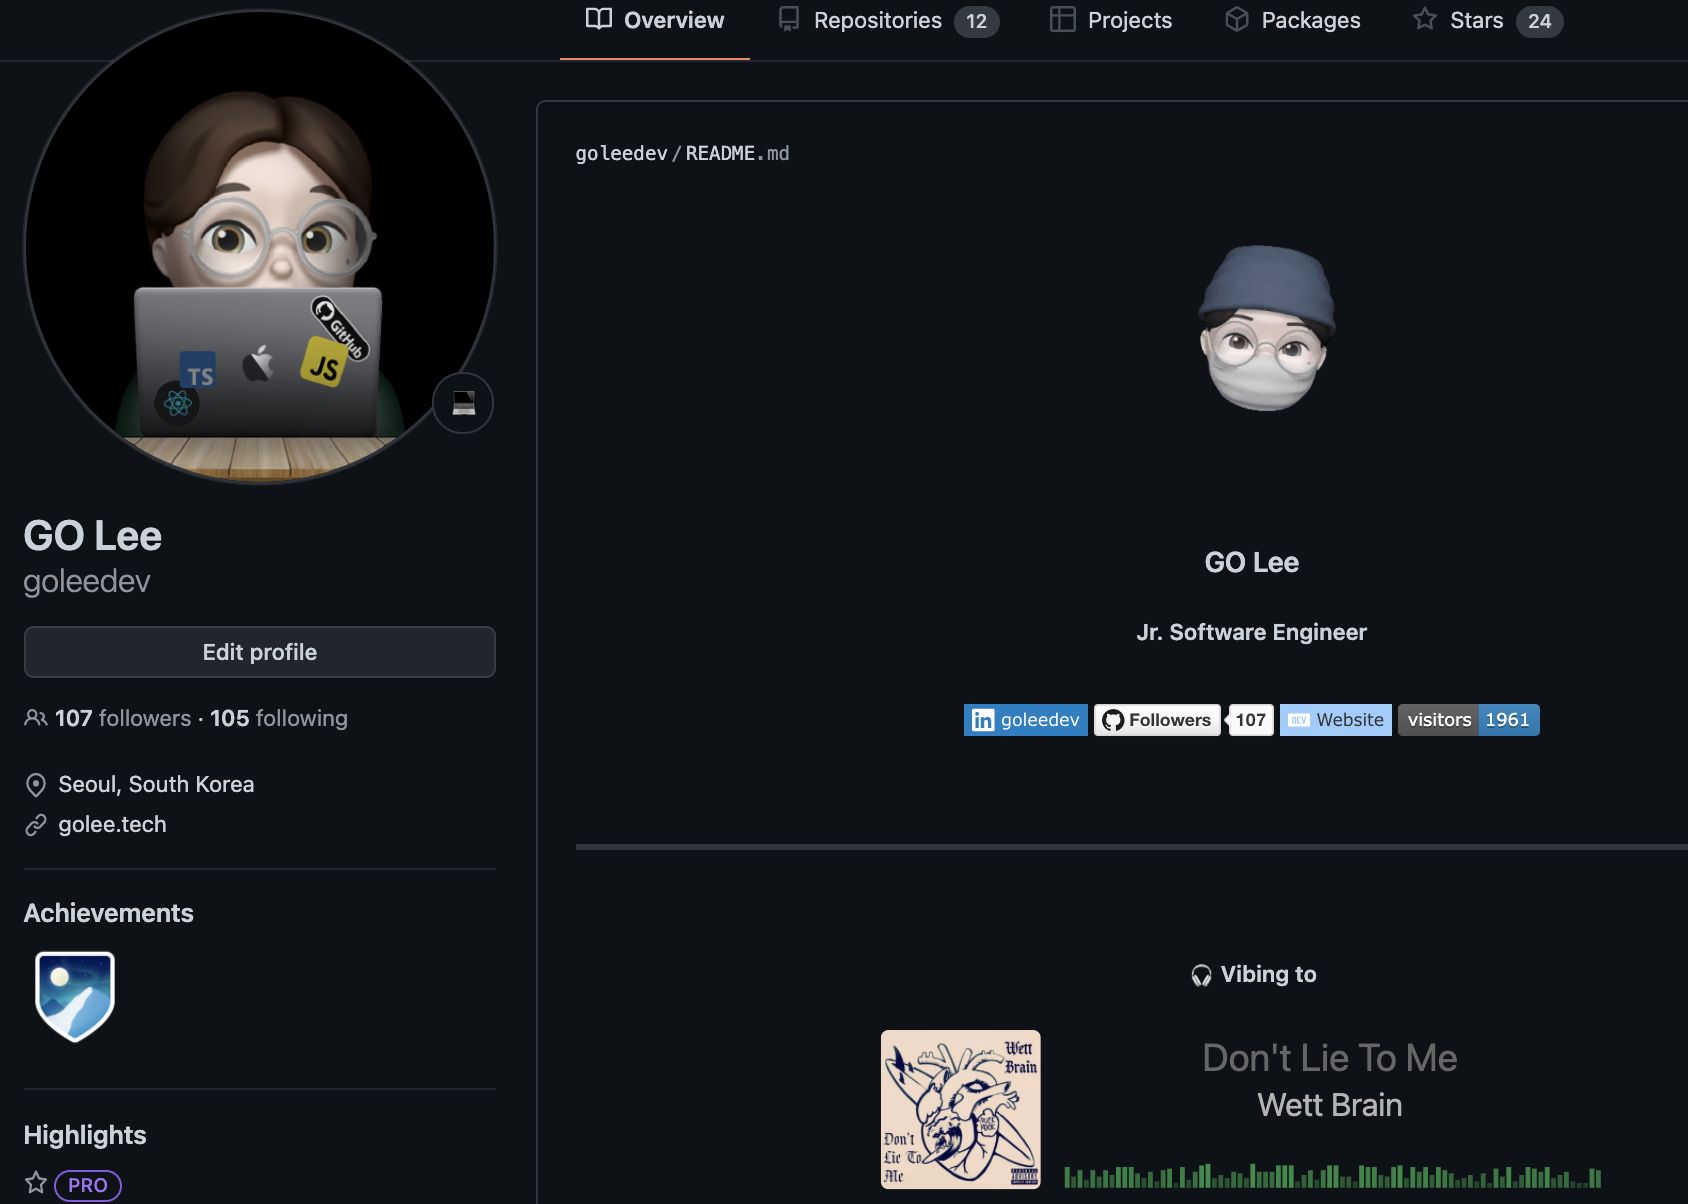 Overview
Repositories 12
Projects
Packages
Stars 24
GitHub
TS
JS
GO Lee
goleedev
Edit profile
107 followers · 105 following
Seoul, South Korea
golee.tech
Achievements
Highlights
PRO
goleedev/README.md
GO Lee
Jr. Software Engineer
in goleedev
Followers 107
DEV Website
visitors 1961
Vibing to
Wett
Brain
Don't
Lie To
Me
Don't Lie To Me
Wett Brain